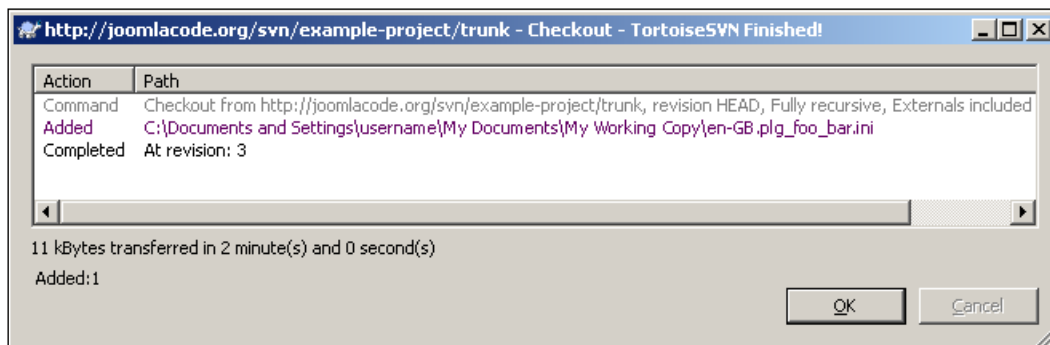 http://joomlacode.org/svn/example-project/trunk - Checkout - TortoiseSVN Finished!
Action Path
Command Checkout from http://joomlacode.org/svn/example-project/trunk, revision HEAD, Fully recursive, Externals included
Added C:\Documents and Settings\username\My Documents\My Working Copy\en-GB.plg_foo_bar.ini
Completed At revision: 3
11 kBytes transferred in 2 minute(s) and 0 second(s)
Added:1
OK Cancel